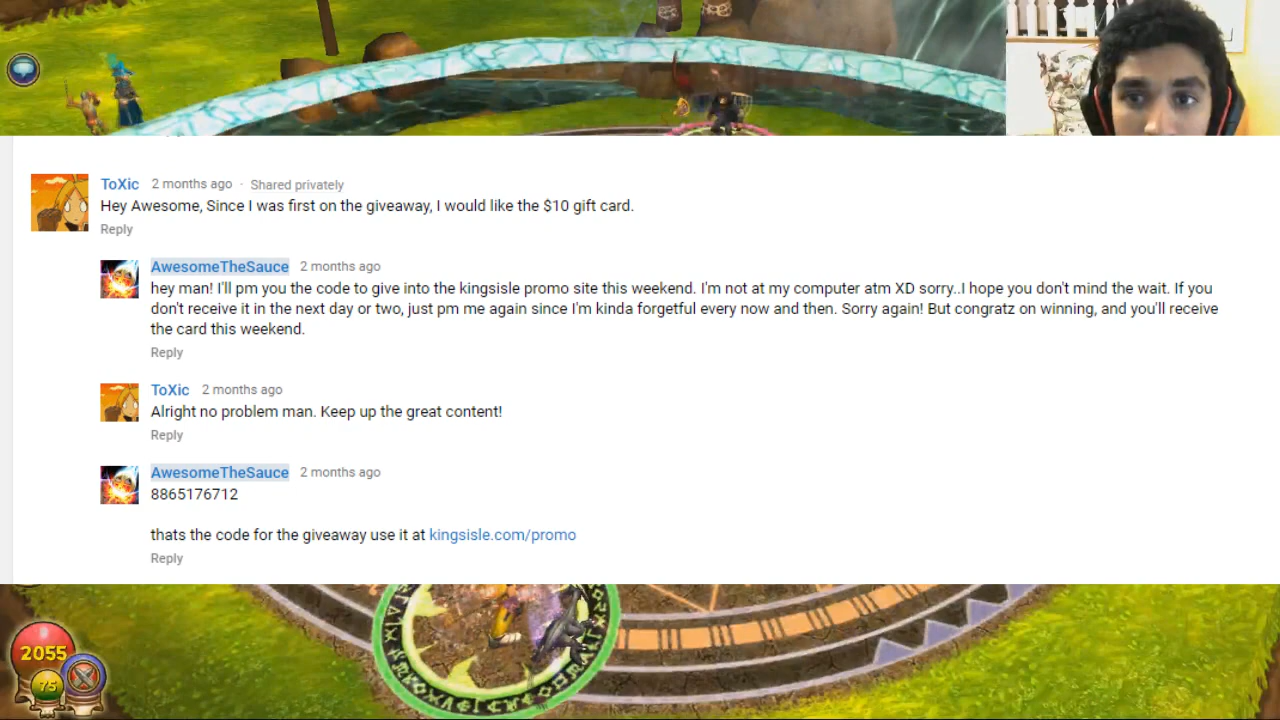 ToXic 2 months ago · Shared privately
Hey Awesome, Since I was first on the giveaway, I would like the $10 gift card.
Reply
AwesomeTheSauce 2 months ago
hey man! I'll pm you the code to give into the kingsisle promo site this weekend. I'm not at my computer atm XD sorry..I hope you don't mind the wait. If you
don't receive it in the next day or two, just pm me again since I'm kinda forgetful every now and then. Sorry again! But congratz on winning, and you'll receive
the card this weekend.
Reply
ToXic 2 months ago
Alright no problem man. Keep up the great content!
Reply
AwesomeTheSauce 2 months ago
8865176712
thats the code for the giveaway use it at kingsisle.com/promo
Reply
2055
75